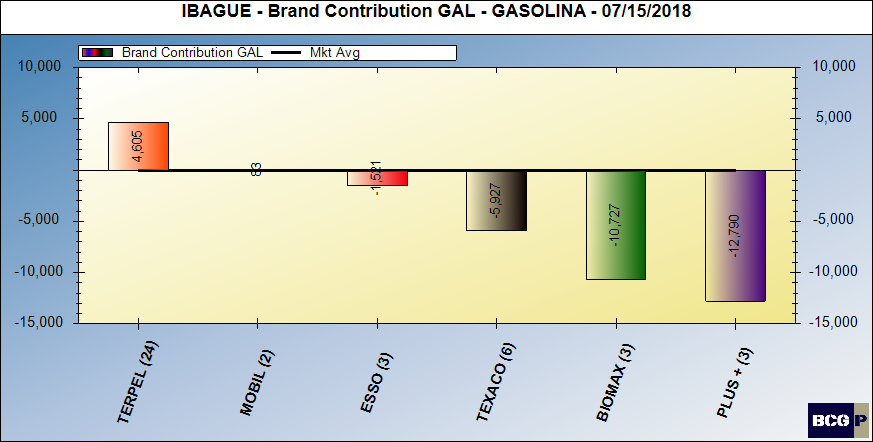 IBAGUE - Brand Contribution GAL - GASOLINA - 07/15/2018
Brand Contribution GAL Mkt Avg
10,000 10,000
5,000 5,000
-5,000 -5,000
-10,000 -10,000
-15,000 -15,000
4,605
83
-1,521
-5,927
-10,727
-12,790
TERPEL (24)
MOBIL (2)
ESSO (3)
TEXACO (6)
BIOMAX (3)
PLUS + (3)
BCG P